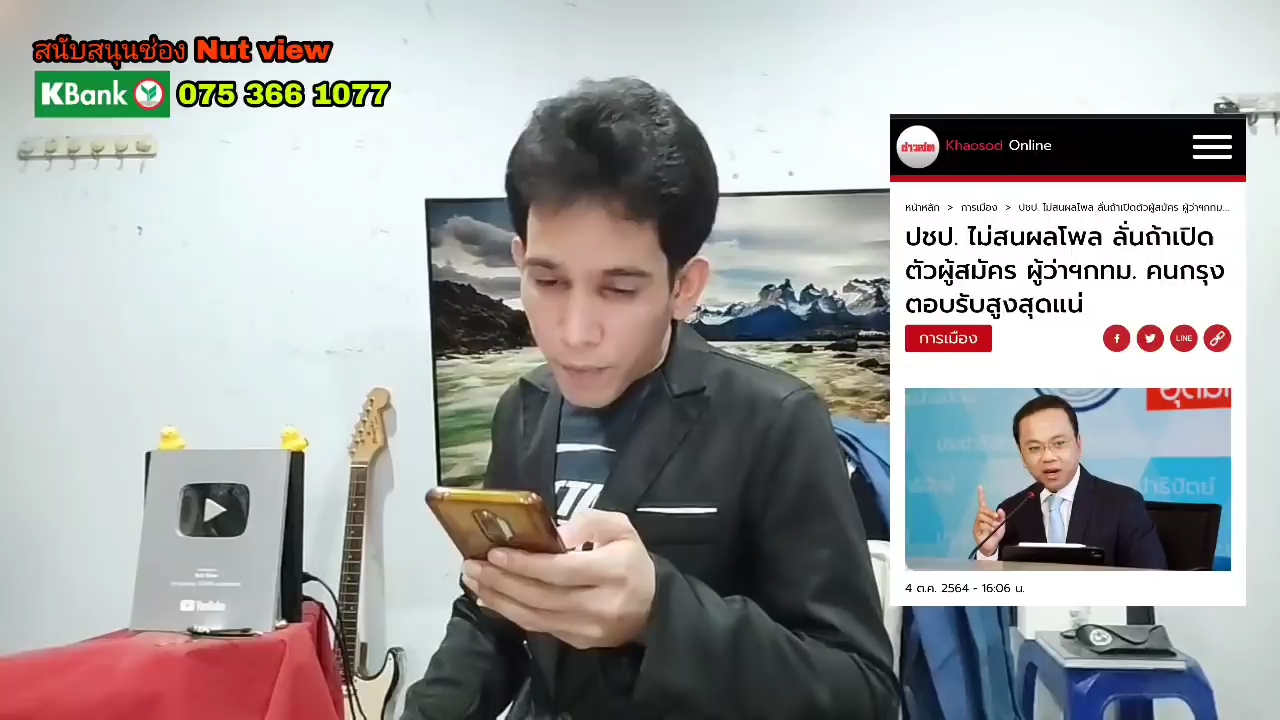 สนับสนุนช่อง Nut view
KBank 075 366 1077
ข่าวสด Khaosod Online
หน้าหลัก > การเมือง > ปชป. ไม่สนผลโพล ลั่นถ้าเปิดตัวผู้สมัคร ผู้ว่าฯกทม...
ปชป. ไม่สนผลโพล ลั่นถ้าเปิด
ตัวผู้สมัคร ผู้ว่าฯกทม. คนกรุง
ตอบรับสูงสุดแน่
การเมือง
LINE
4 ต.ค. 2564 - 16:06 น.
YouTube